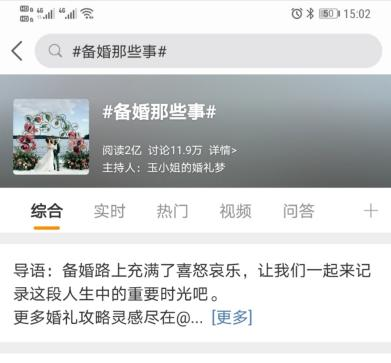 HD 46 46 50 15:02
#备婚那些事#
#备婚那些事#
阅读2亿 讨论11.9万 详情>
主持人：玉小姐的婚礼梦
综合 实时 热门 视频 问答 +
导语：备婚路上充满了喜怒哀乐，让我们一起来记
录这段人生中的重要时光吧。
更多婚礼攻略灵感尽在@... [更多]